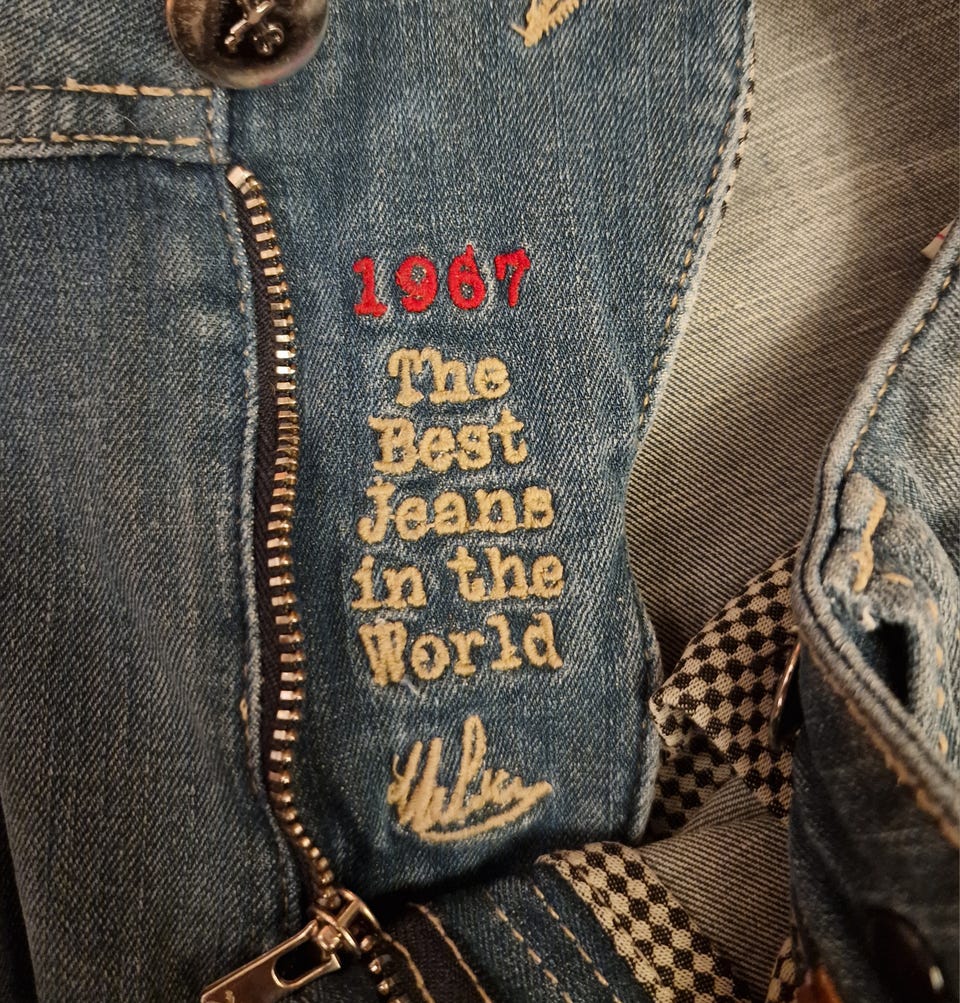 1967
The
Best
Jeans
in the
World